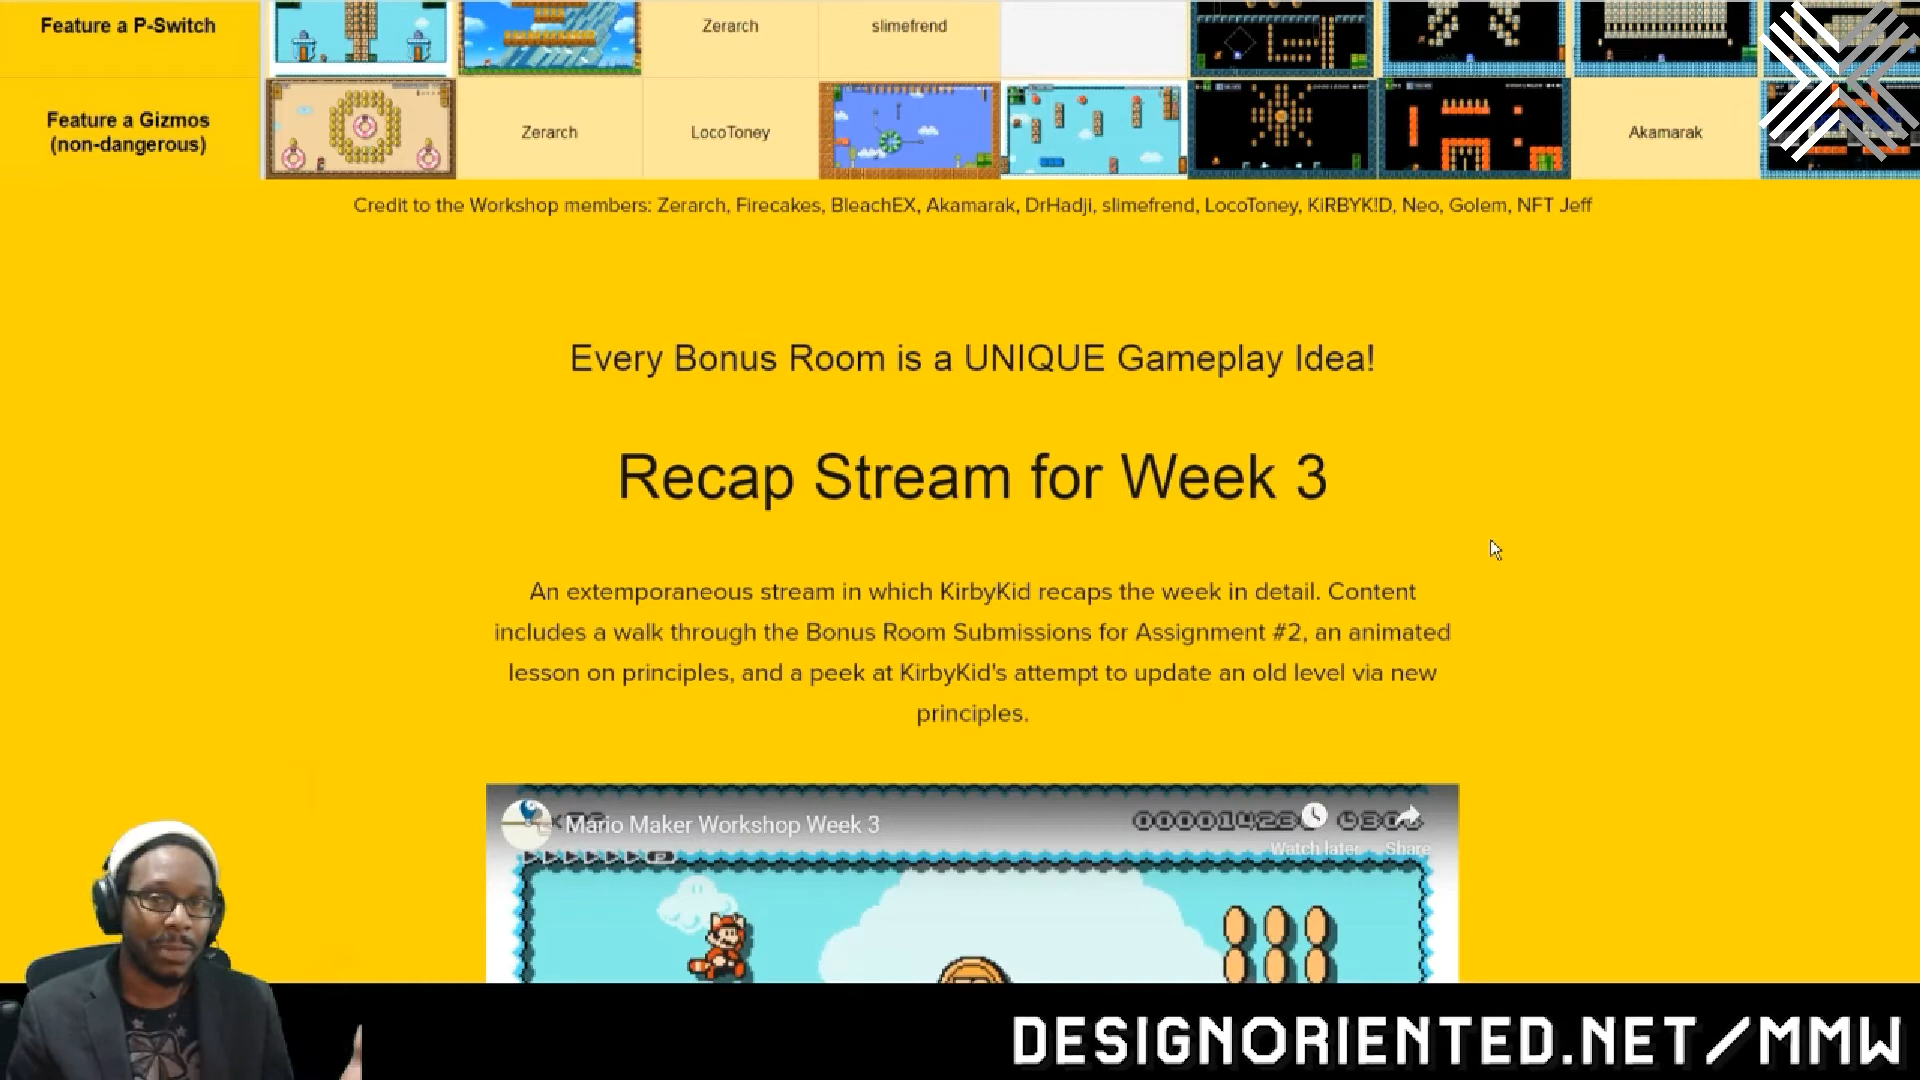 Feature a P-Switch
Zerarch
slimefrend
Feature a Gizmos
(non-dangerous)
Zerarch
LocoToney
Akamarak
Credit to the Workshop members: Zerarch, Firecakes, BleachEX, Akamarak, DrHadji, slimefrend, LocoToney, KiRBYK!D, Neo, Golem, NFT Jeff
Every Bonus Room is a UNIQUE Gameplay Idea!
Recap Stream for Week 3
An extemporaneous stream in which KirbyKid recaps the week in detail. Content
includes a walk through the Bonus Room Submissions for Assignment #2, an animated
lesson on principles, and a peek at KirbyKid's attempt to update an old level via new
principles.
Mario Maker Workshop Week 3
Watch later
Share
DESIGNORIENTED.NET/MMW